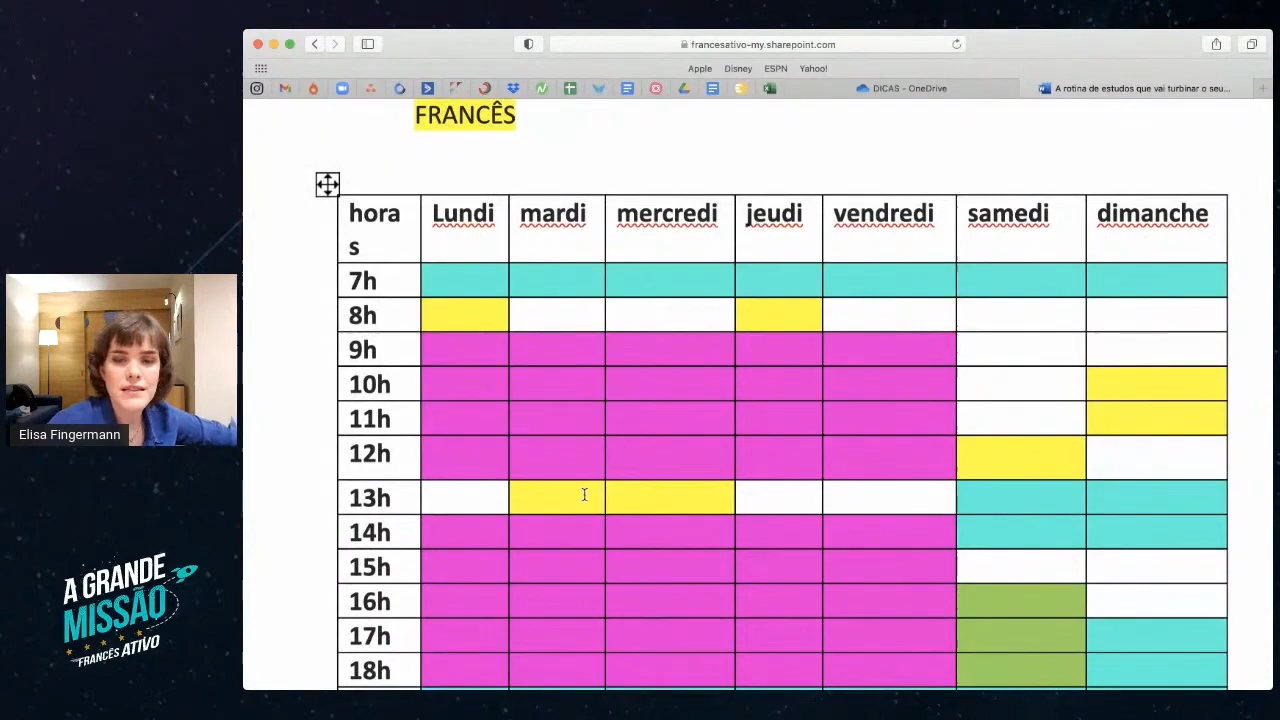 francesativo-my.sharepoint.com
Apple Disney ESPN Yahoo!
DICAS - OneDrive
A rotina de estudos que vai turbinar o seu...
FRANCÊS
hora
s
Lundi mardi mercredi jeudi vendredi samedi dimanche
7h
8h
9h
10h
11h
12h
13h
14h
15h
16h
17h
18h
Elisa Fingermann
A GRANDE
MISSÃO
FRANCÊS ATIVO